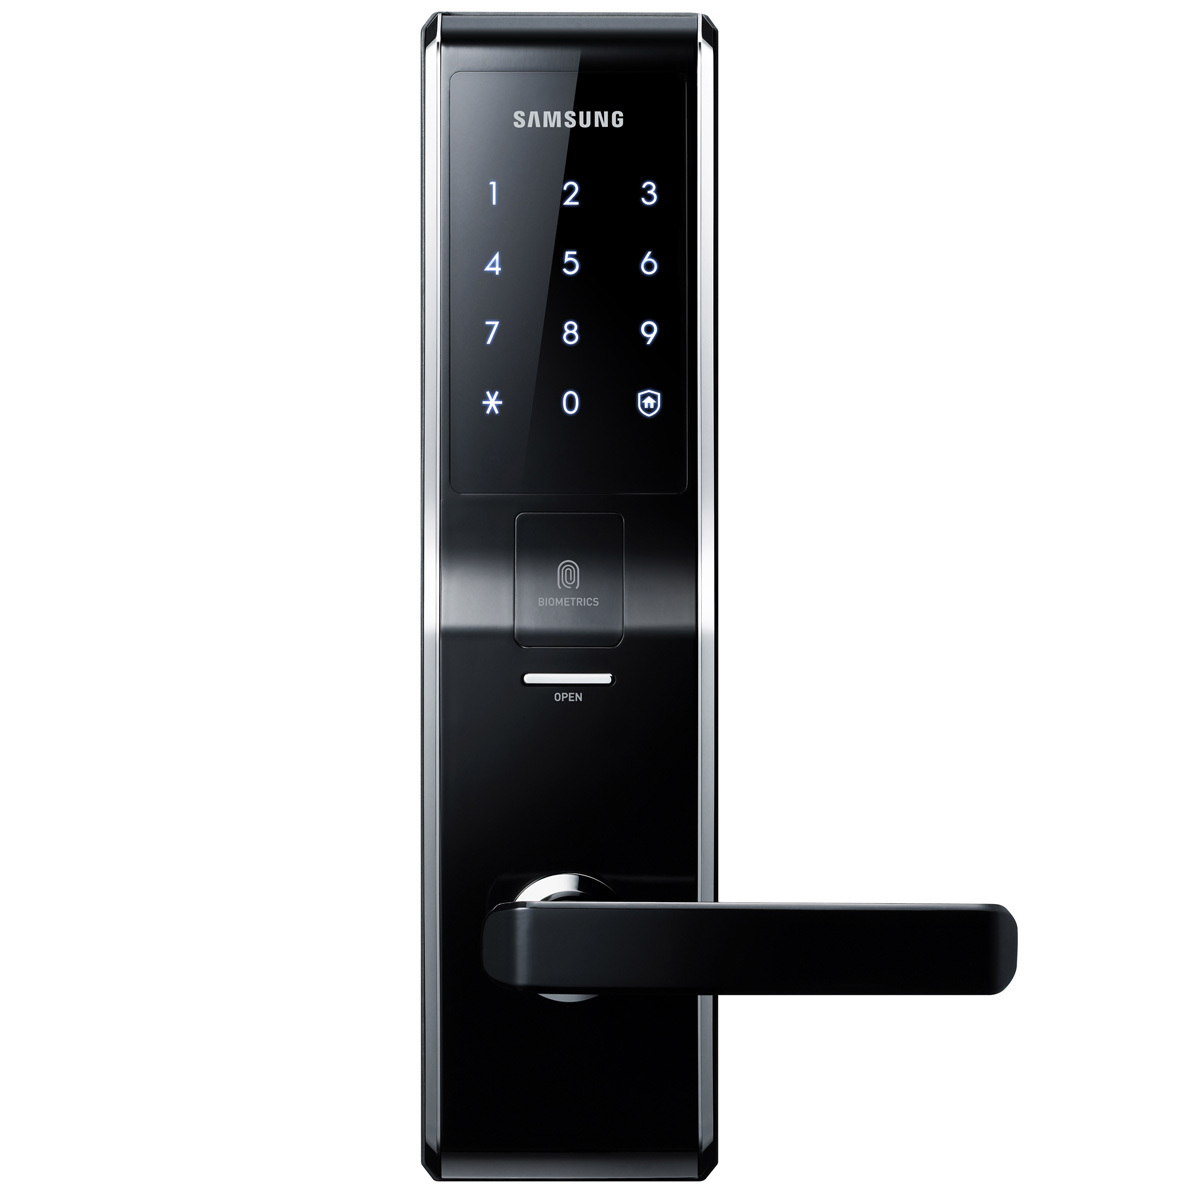 SAMSUNG
1 2 3
4 5 6
7 8 9
* 0
BIOMETRICS
OPEN